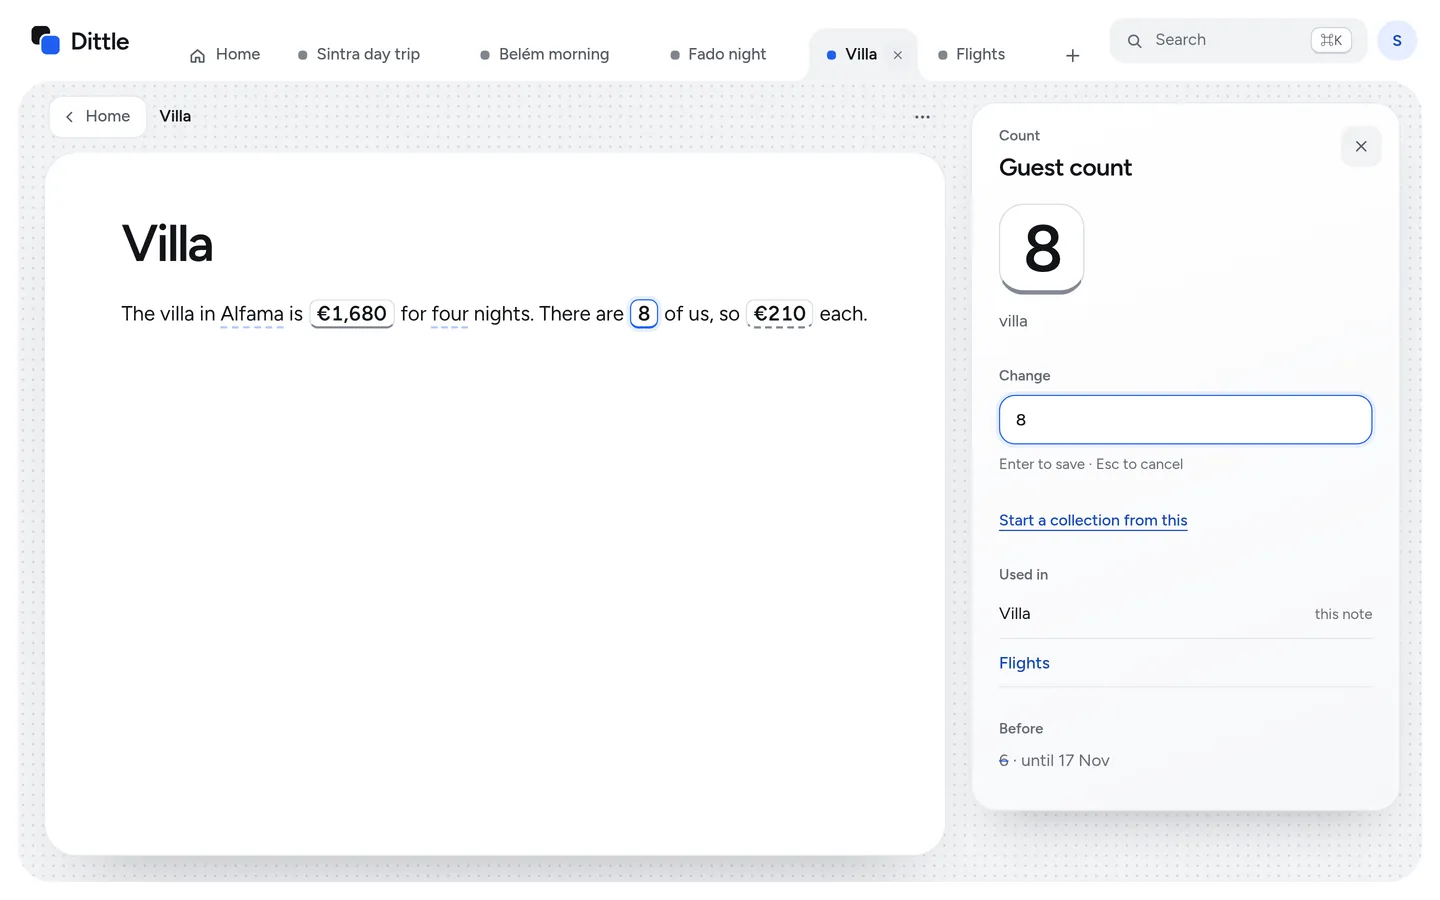 Dittle
Home
Sintra day trip
Belém morning
Fado night
Villa
Flights
Search
⌘K
S
Home
Villa
Villa
The villa in Alfama is €1,680 for four nights. There are 8 of us, so €210 each.
Count
Guest count
8
villa
Change
8
Enter to save · Esc to cancel
Start a collection from this
Used in
Villa this note
Flights
Before
6 · until 17 Nov